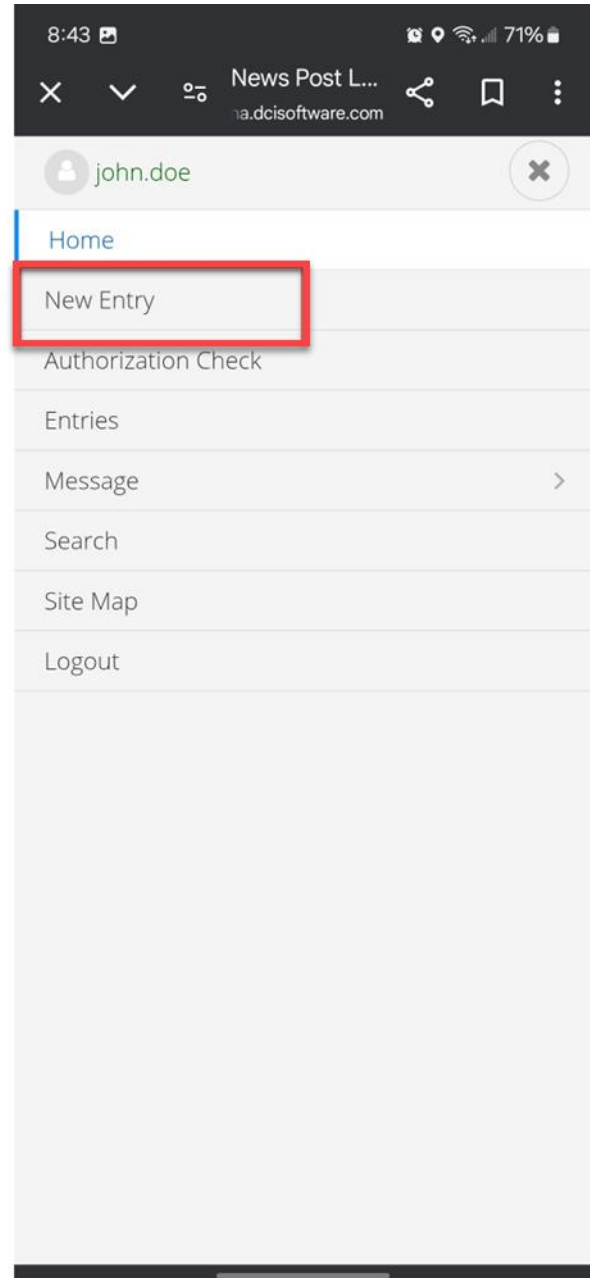 8:43 71%
News Post L...
na.dcisoftware.com
john.doe
Home
New Entry
Authorization Check
Entries
Message
Search
Site Map
Logout